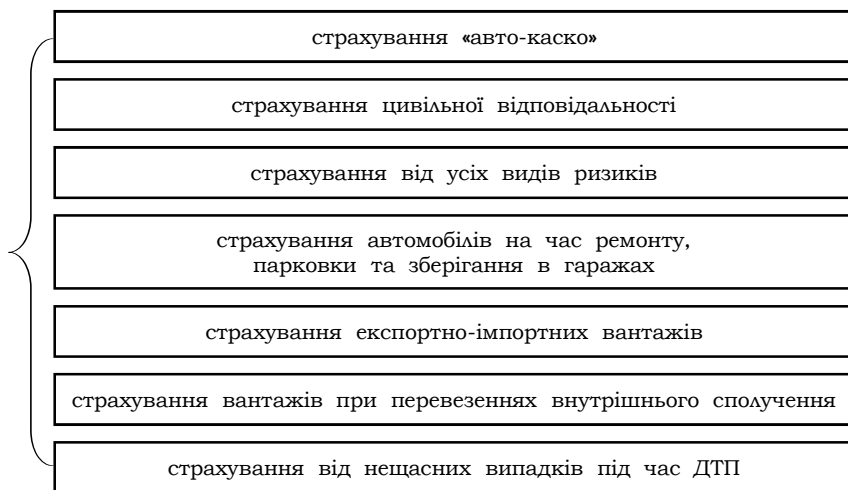 страхування «авто-каско»
страхування цивільної відповідальності
страхування від усіх видів ризиків
страхування автомобілів на час ремонту,
парковки та зберігання в гаражах
страхування експортно-імпортних вантажів
страхування вантажів при перевезеннях внутрішнього сполучення
страхування від нещасних випадків під час ДТП